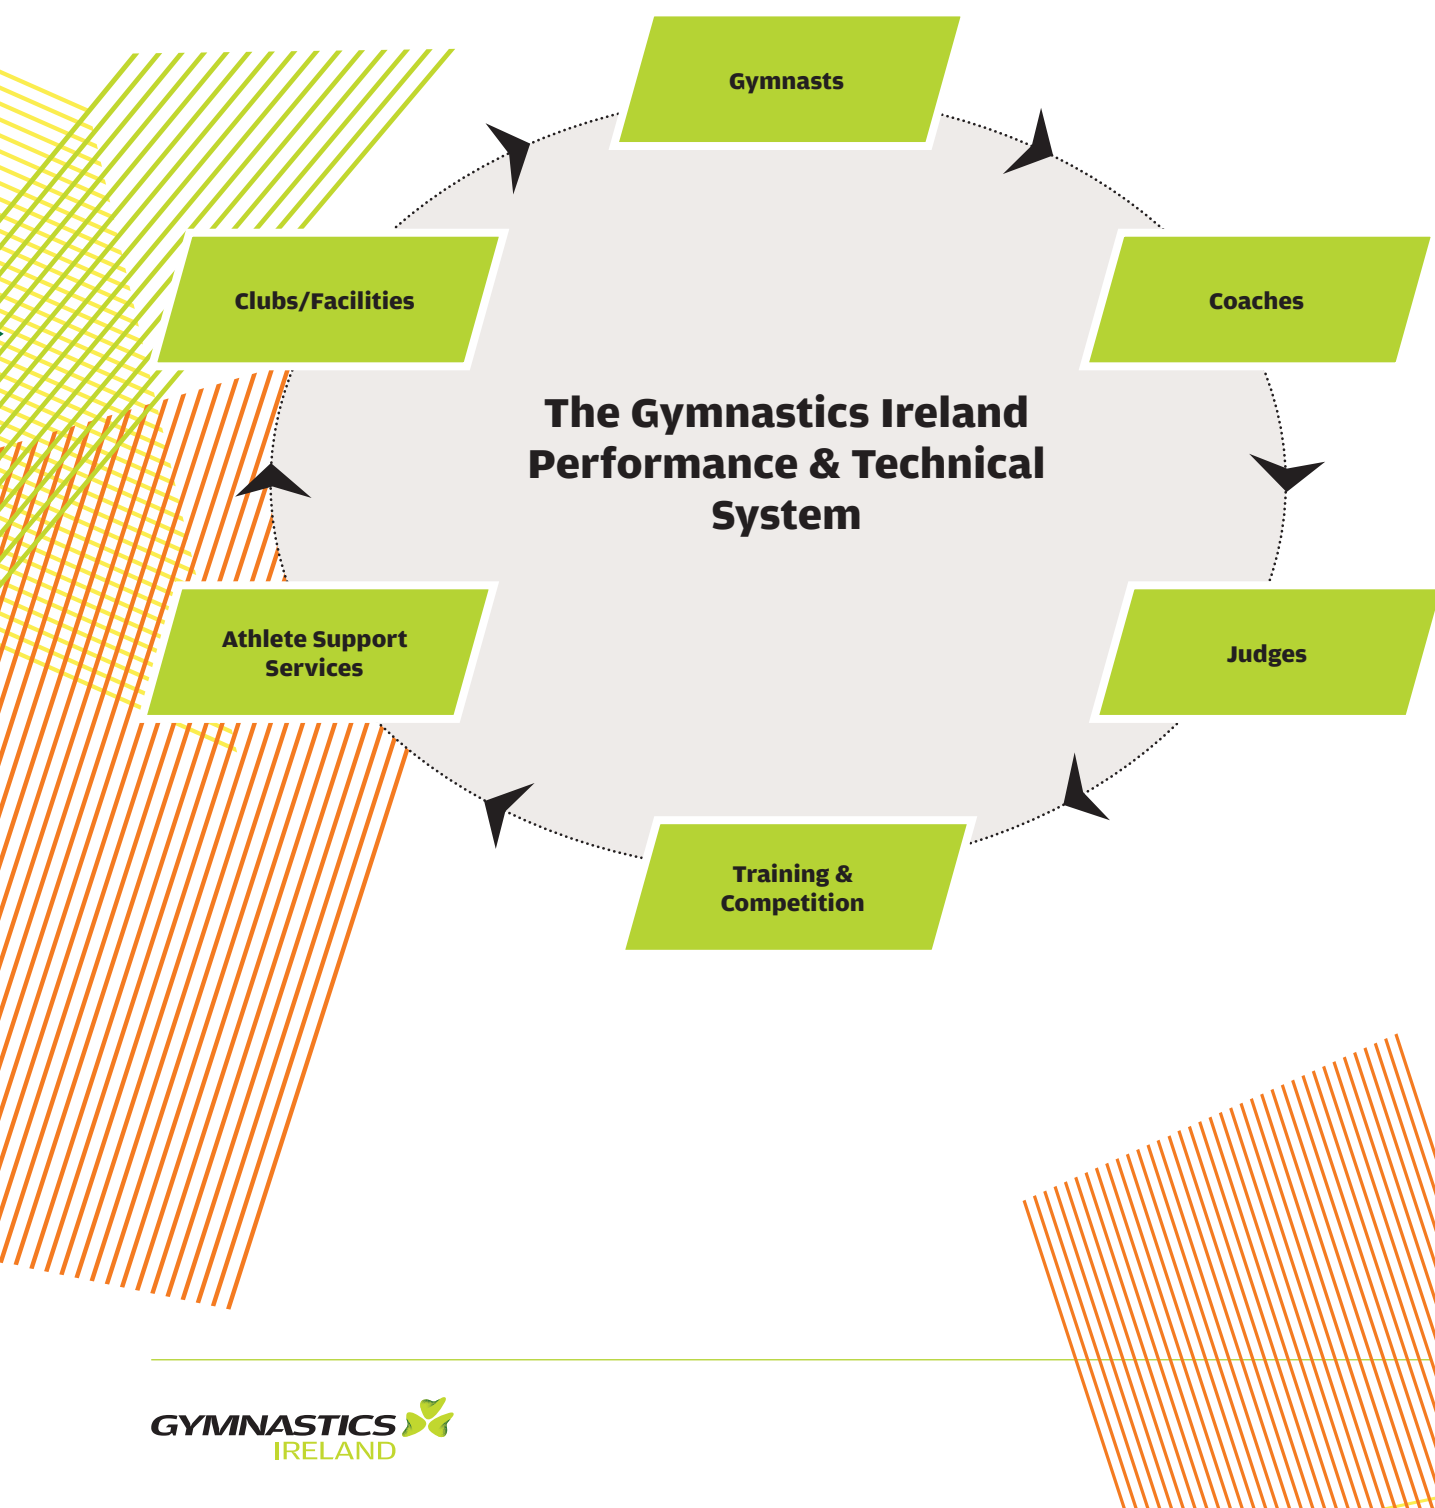 Gymnasts
Clubs/Facilities
Coaches
The Gymnastics Ireland
Performance & Technical
System
Athlete Support
Services
Judges
Training &
Competition
GYMNASTICS
IRELAND